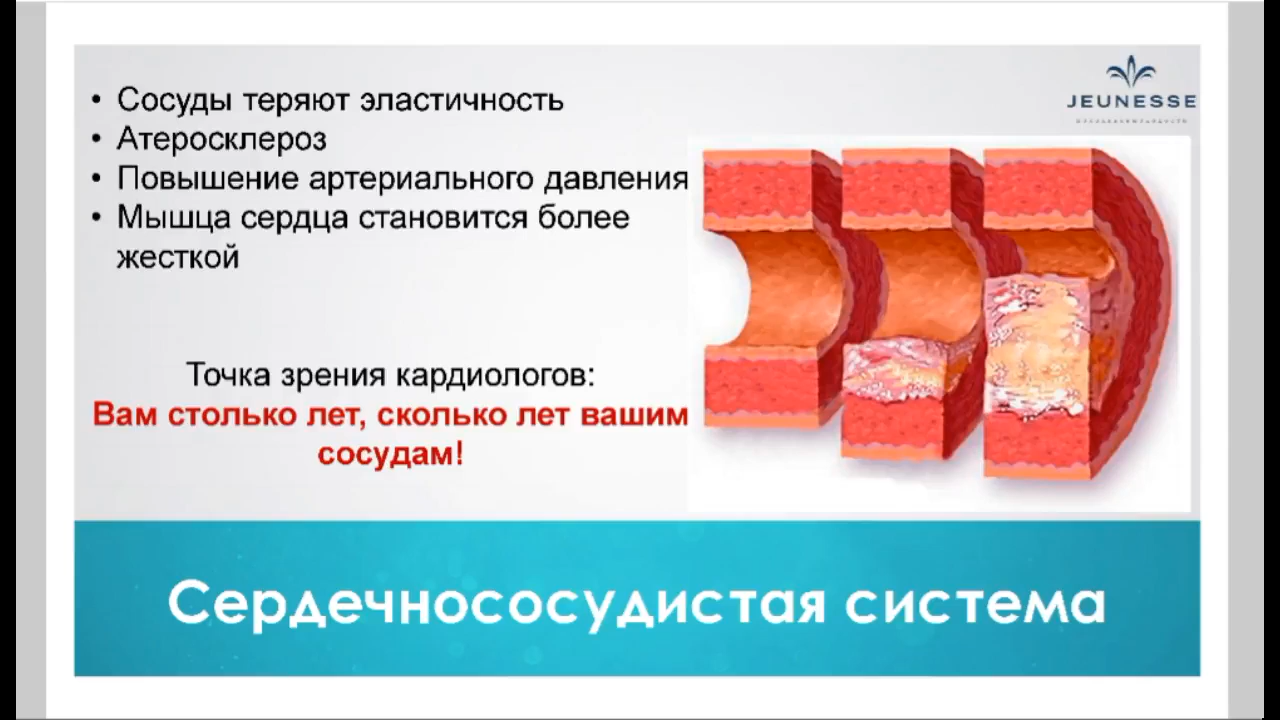 • Сосуды теряют эластичность
• Атеросклероз
• Повышение артериального давления
• Мышца сердца становится более
жесткой
Точка зрения кардиологов:
Вам столько лет, сколько лет вашим
сосудам!
JEUNESSE
Сердечнососудистая система